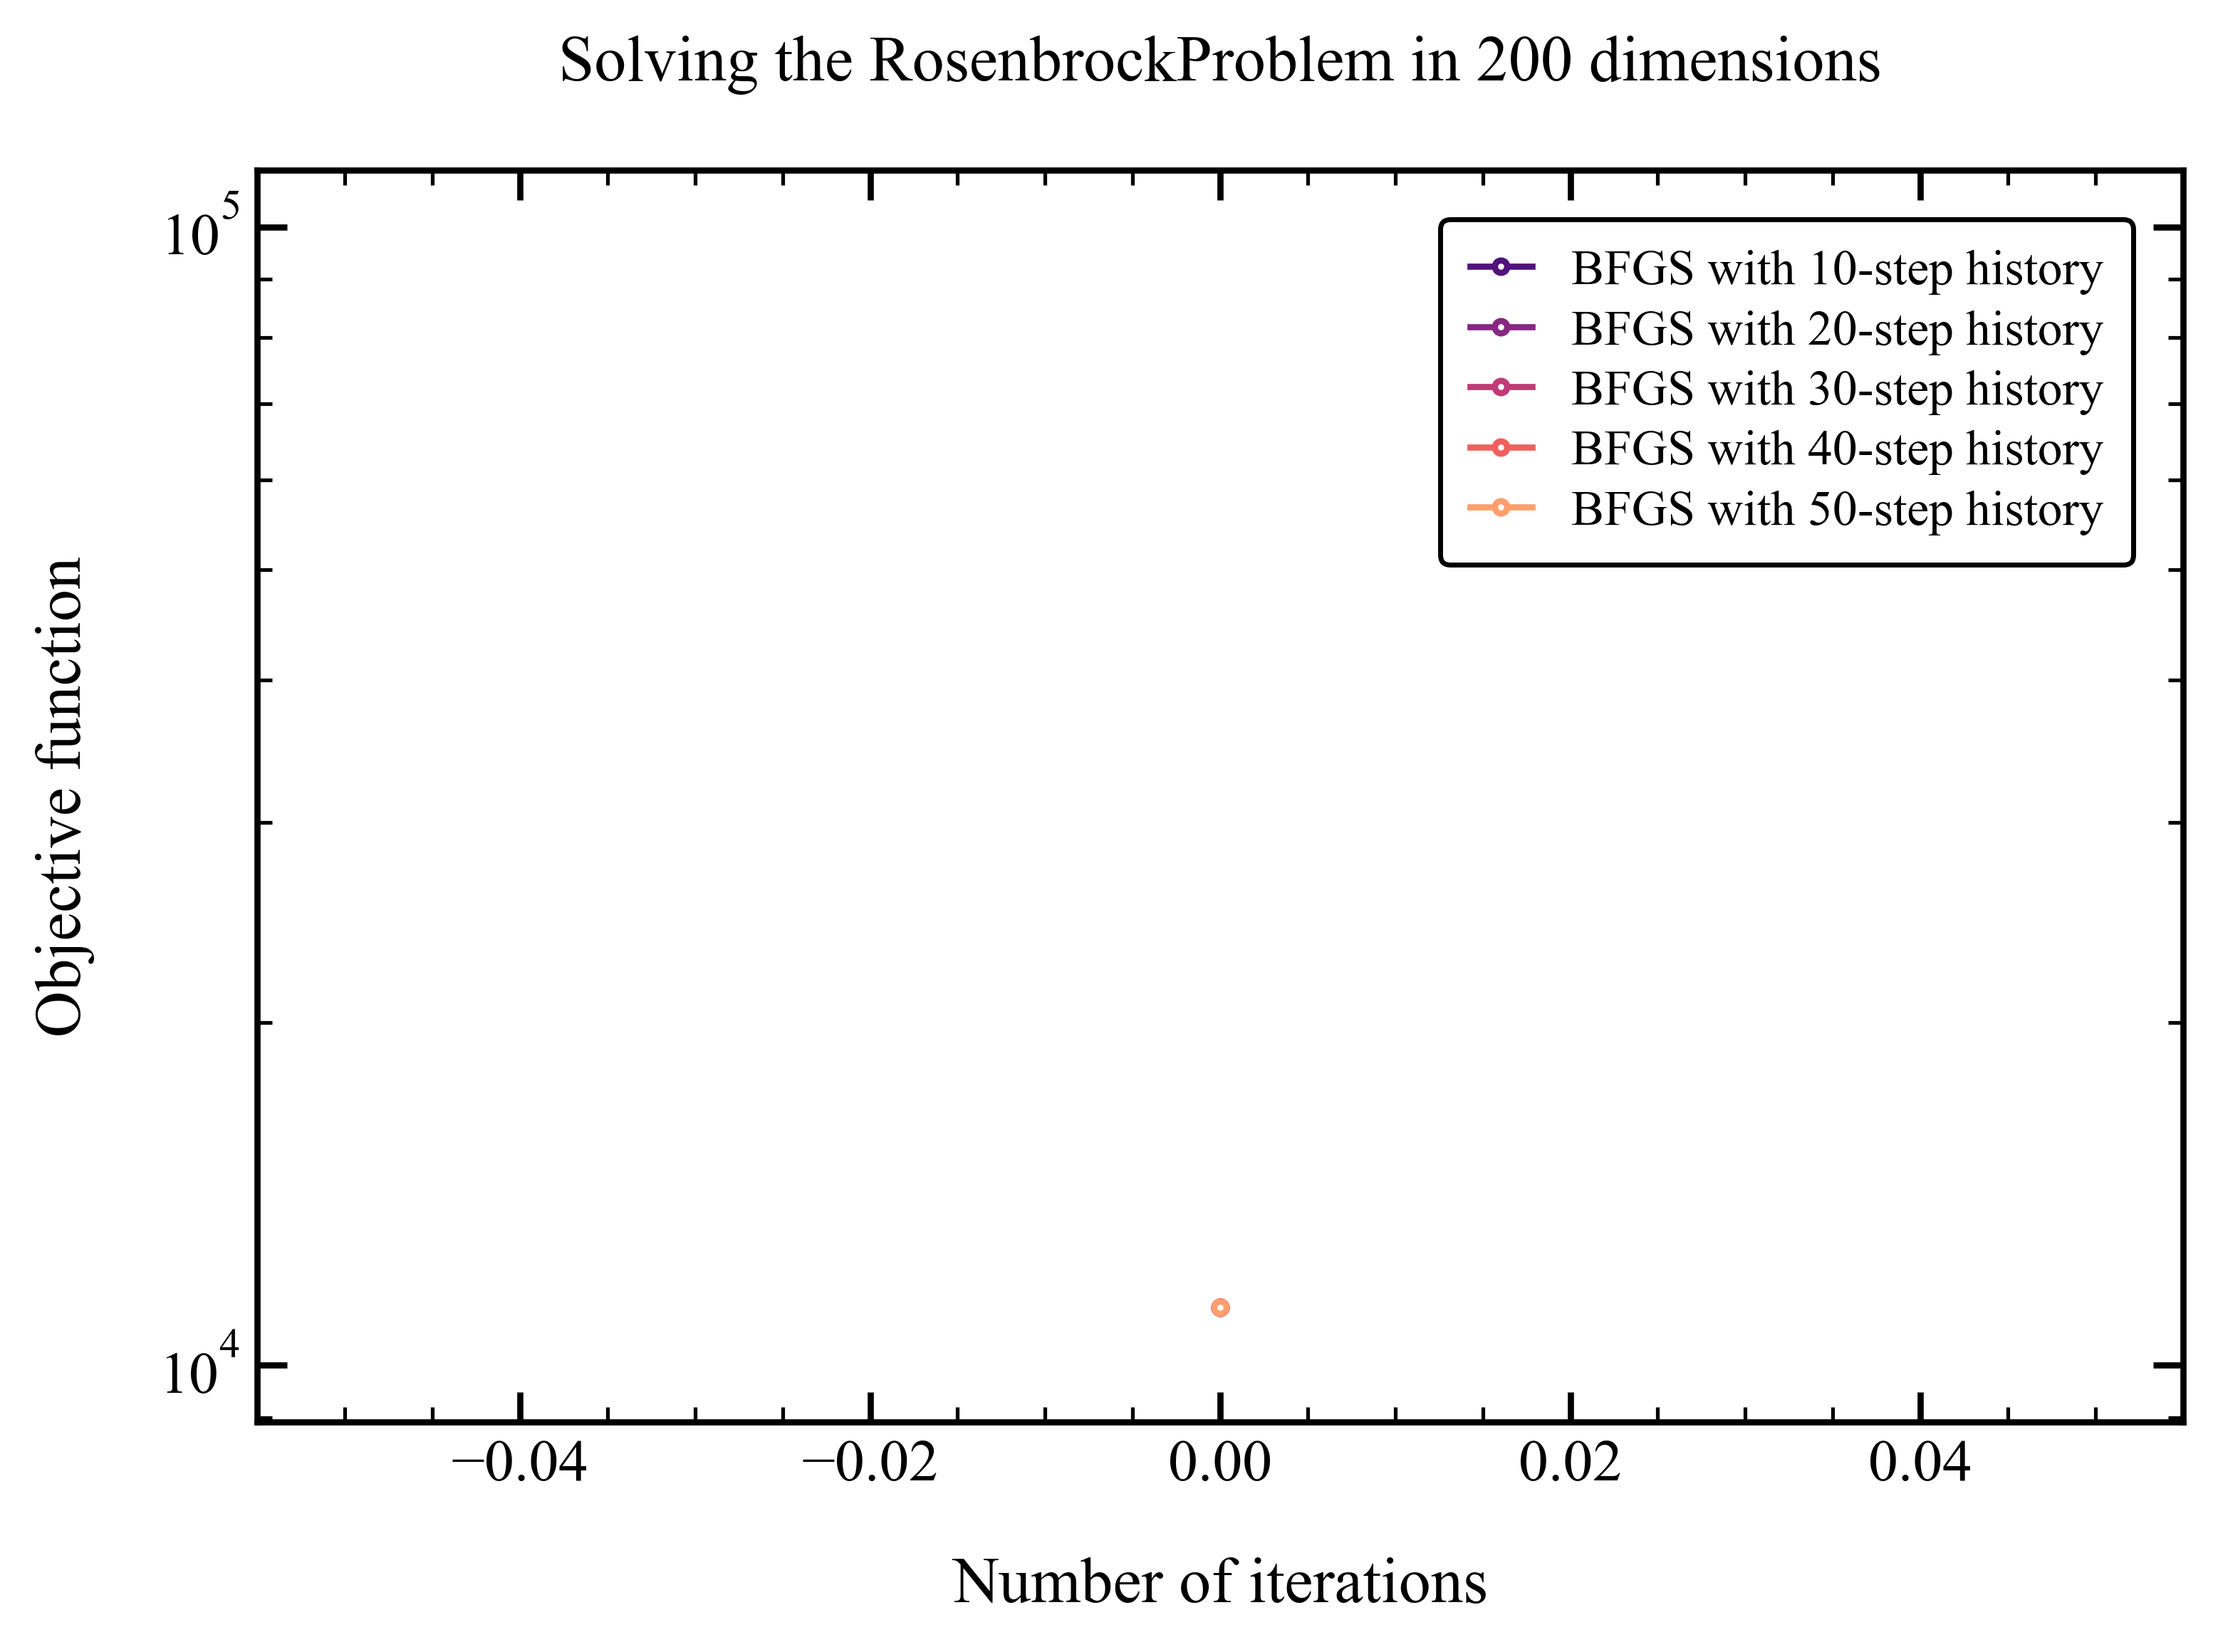 Solving the RosenbrockProblem in 200 dimensions
10^5
BFGS with 10-step history
BFGS with 20-step history
BFGS with 30-step history
BFGS with 40-step history
BFGS with 50-step history
Objective function
10^4
−0.04 −0.02 0.00 0.02 0.04
Number of iterations